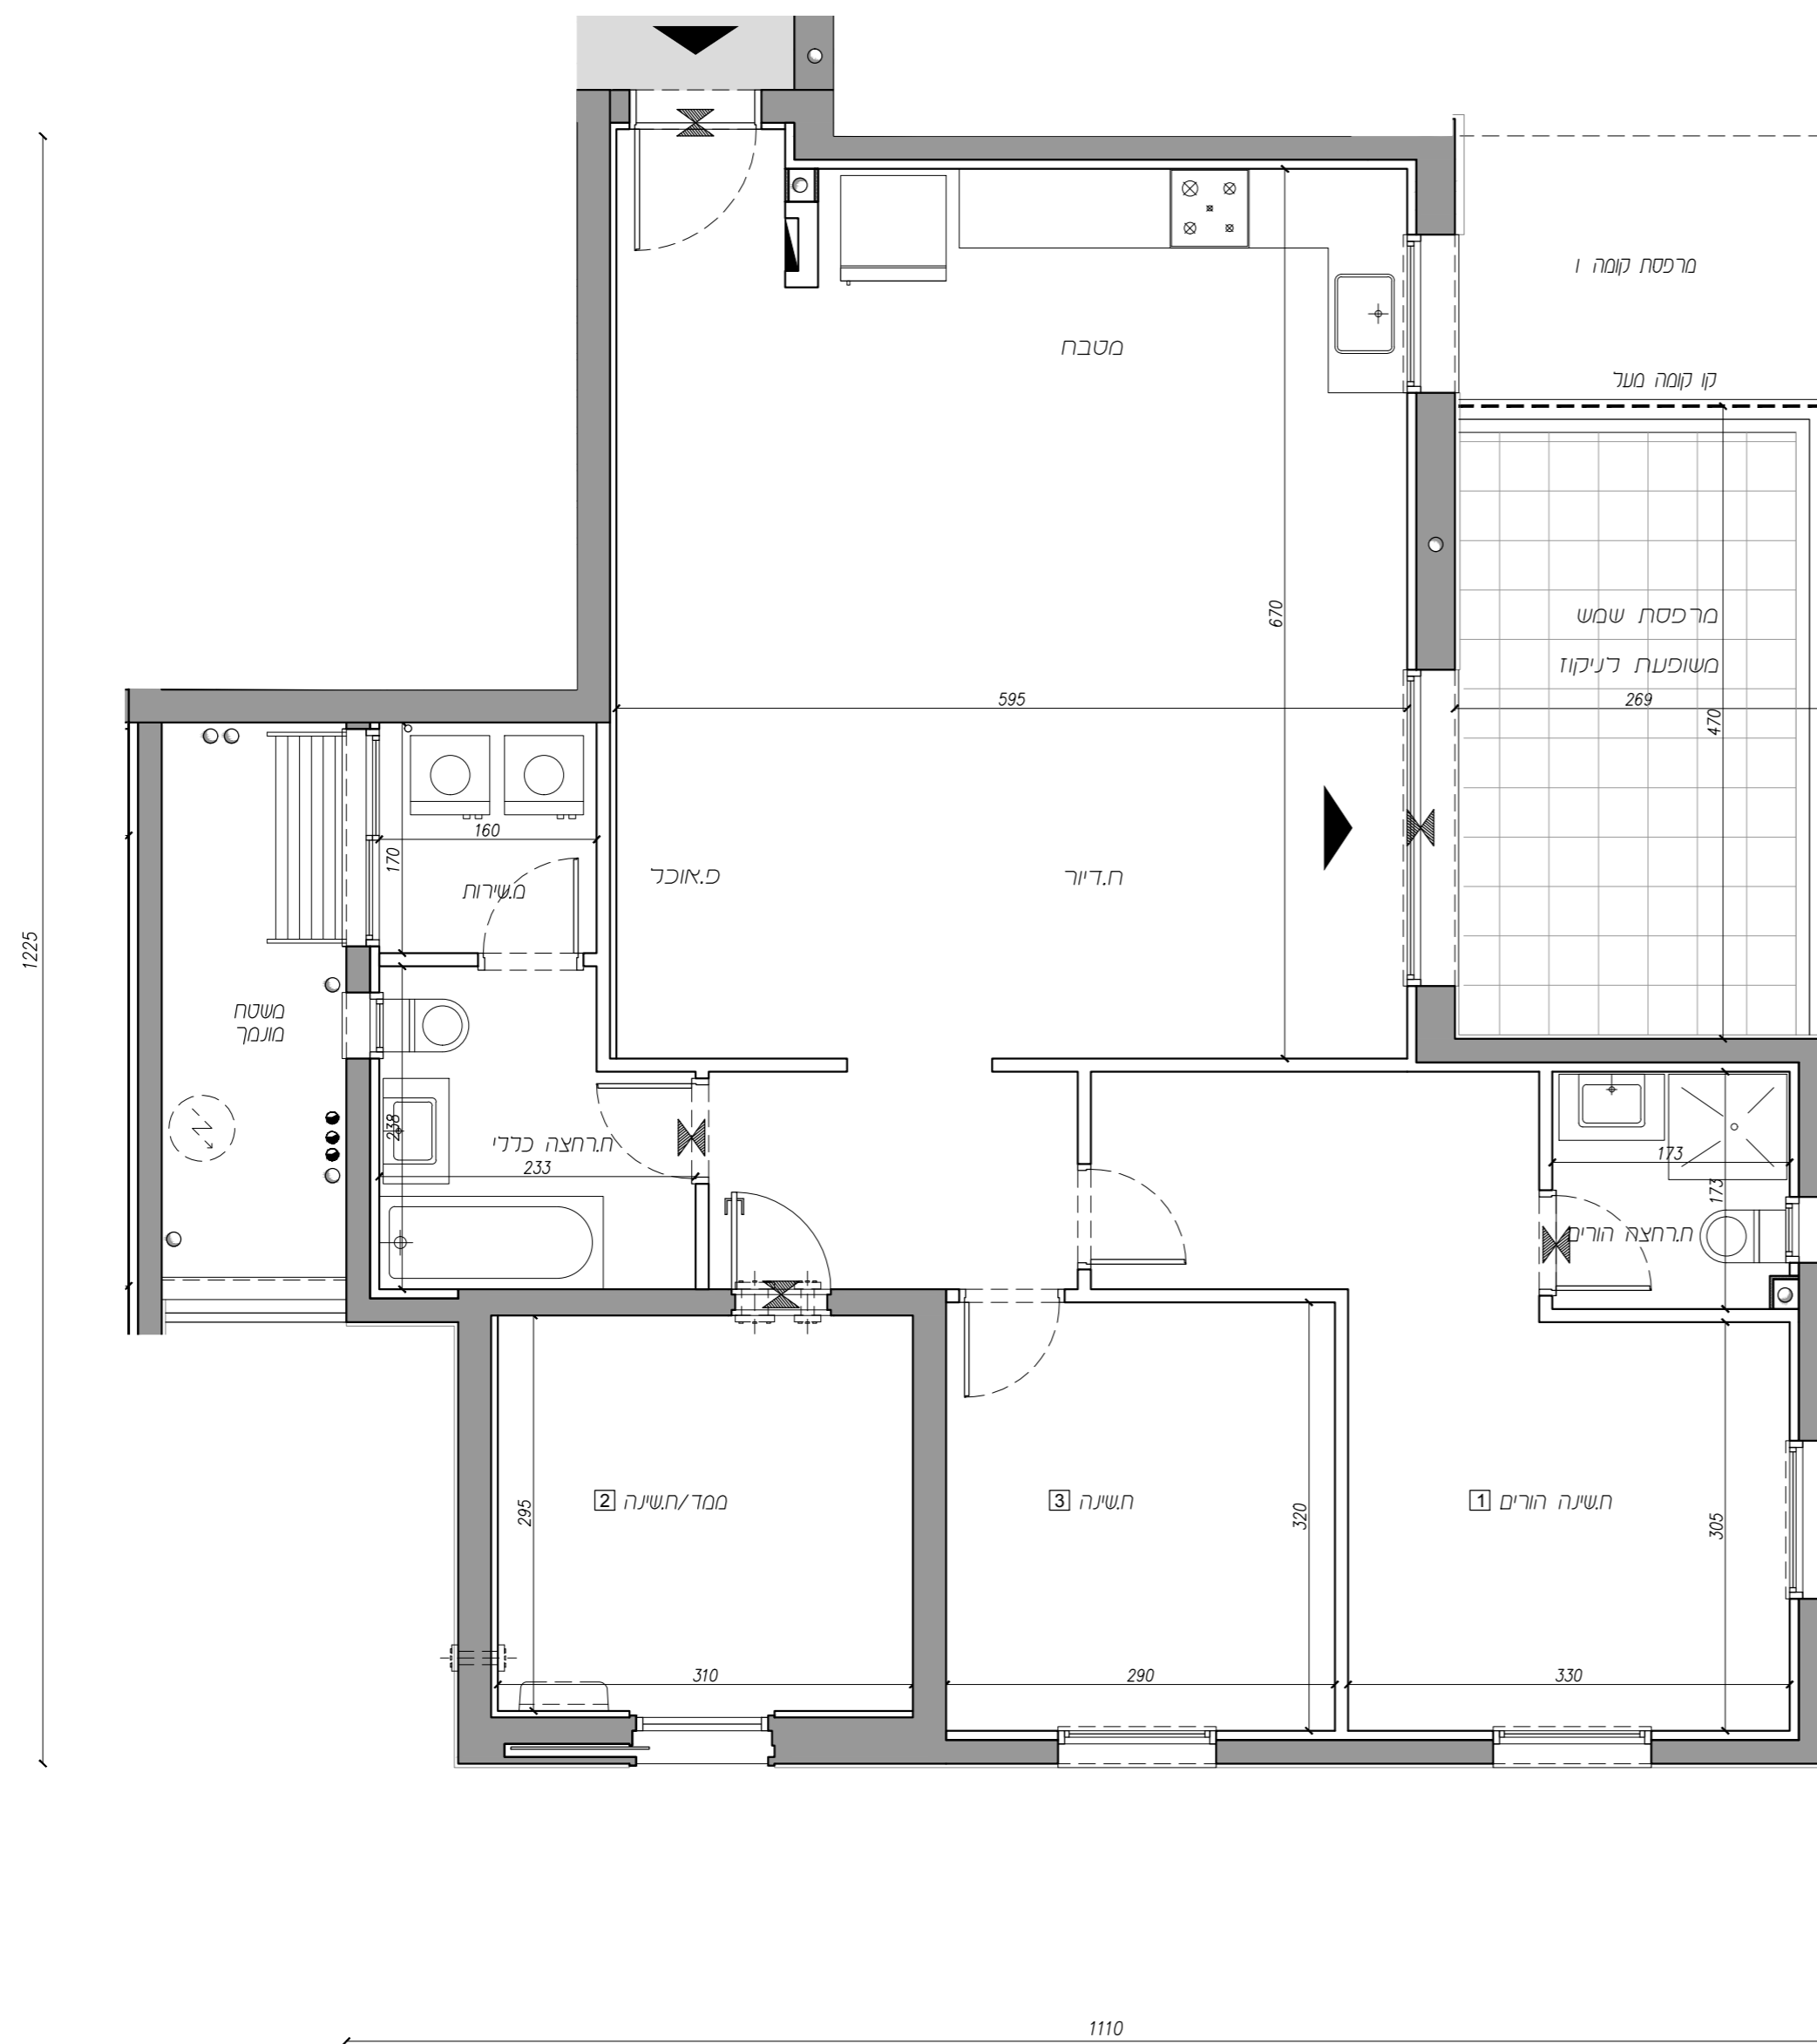 מרפסת קומה 1
מטבח
קו קומה מעל
670
מרפסת שמש
משופעת לניקוז
595
269
470
160
170
מ.שירות
פ.אוכל
ח.דיור
1225
משטח
מונמך
238
ח.רחצה כללי
233
173
173
ח.רחצה הורים
295
2 ממד/ח.שינה
3 ח.שינה
320
1 ח.שינה הורים
305
310
290
330
1110